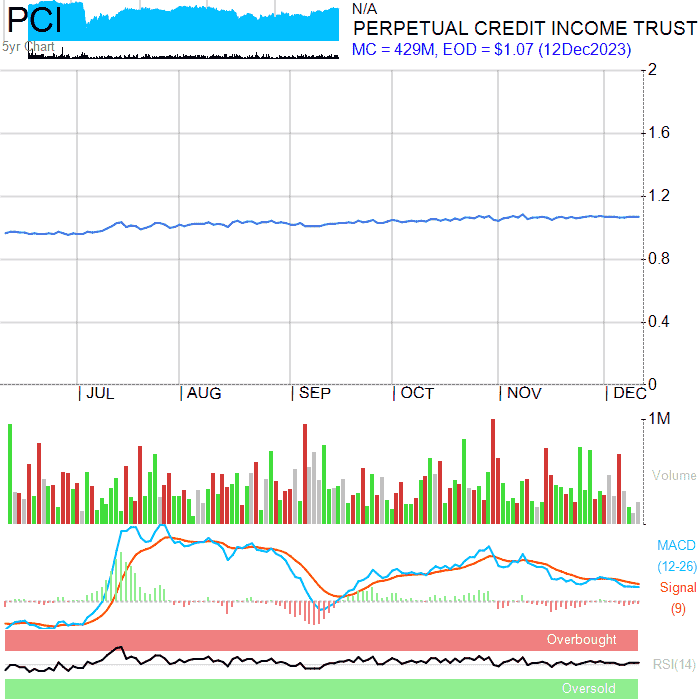 PCI
N/A
PERPETUAL CREDIT INCOME TRUST
5yr Chart
MC = 429M, EOD = $1.07 (12Dec2023)
2
1.6
1.2
0.8
0.4
0
JUL AUG SEP OCT NOV DEC
1M
Volume
MACD
(12-26)
Signal
(9)
Overbought
RSI(14)
Oversold